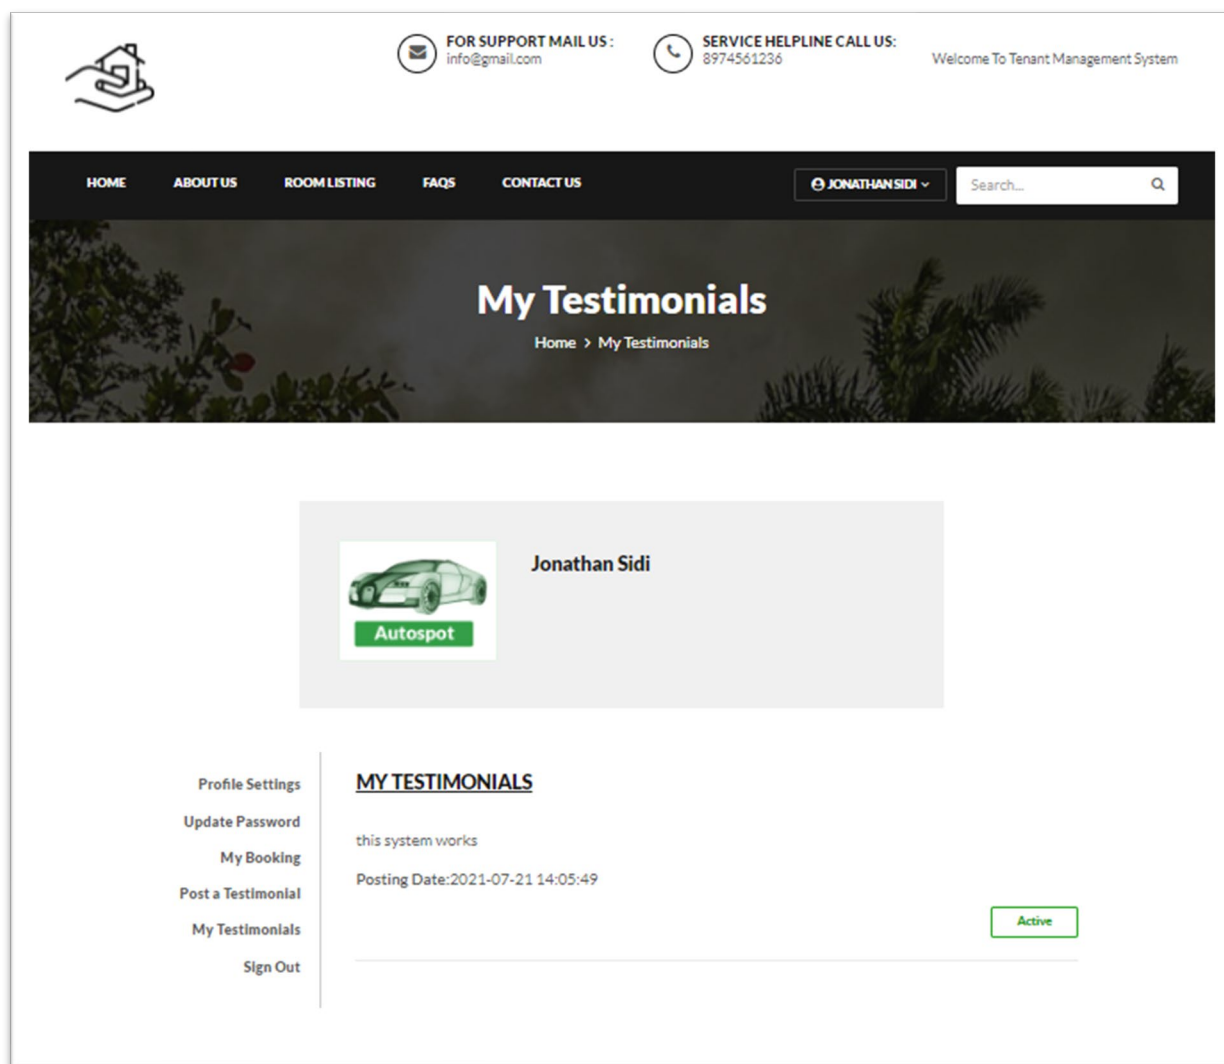 FOR SUPPORT MAIL US :
info@gmail.com
SERVICE HELPLINE CALL US:
8974561236
Welcome To Tenant Management System
HOME ABOUT US ROOM LISTING FAQS CONTACT US JONATHAN SIDI Search...
My Testimonials
Home > My Testimonials
Jonathan Sidi
Autospot
Profile Settings
Update Password
My Booking
Post a Testimonial
My Testimonials
Sign Out
MY TESTIMONIALS
this system works
Posting Date:2021-07-21 14:05:49
Active